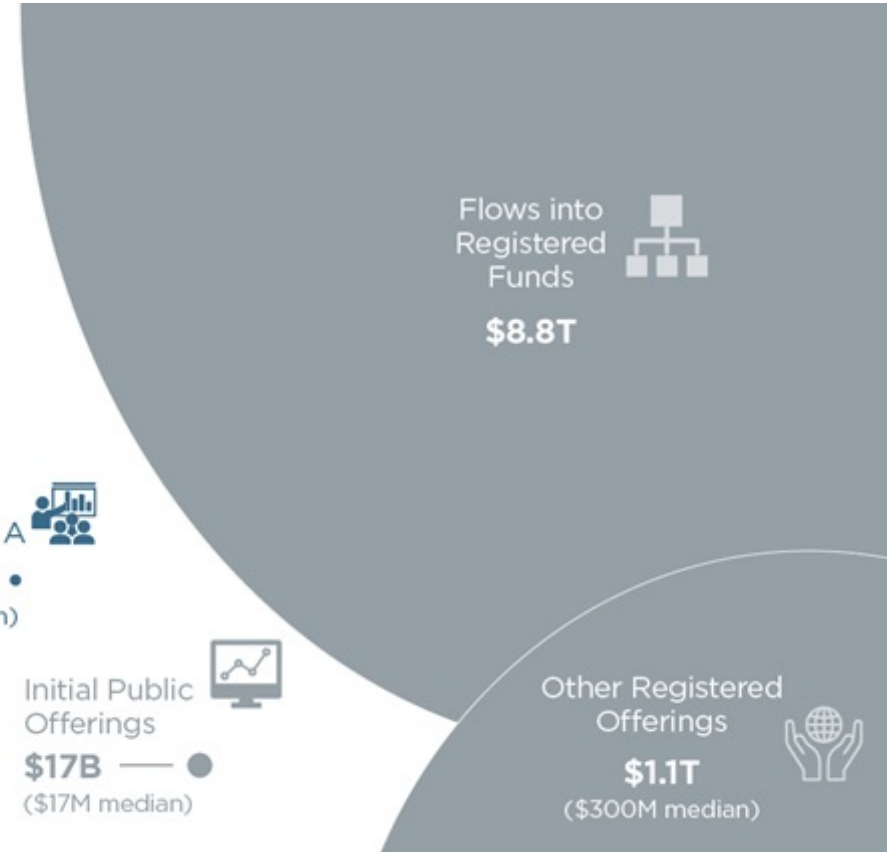 Flows into
Registered
Funds
$8.8T
A
Initial Public
Offerings
$17B
($17M median)
Other Registered
Offerings
$1.1T
($300M median)